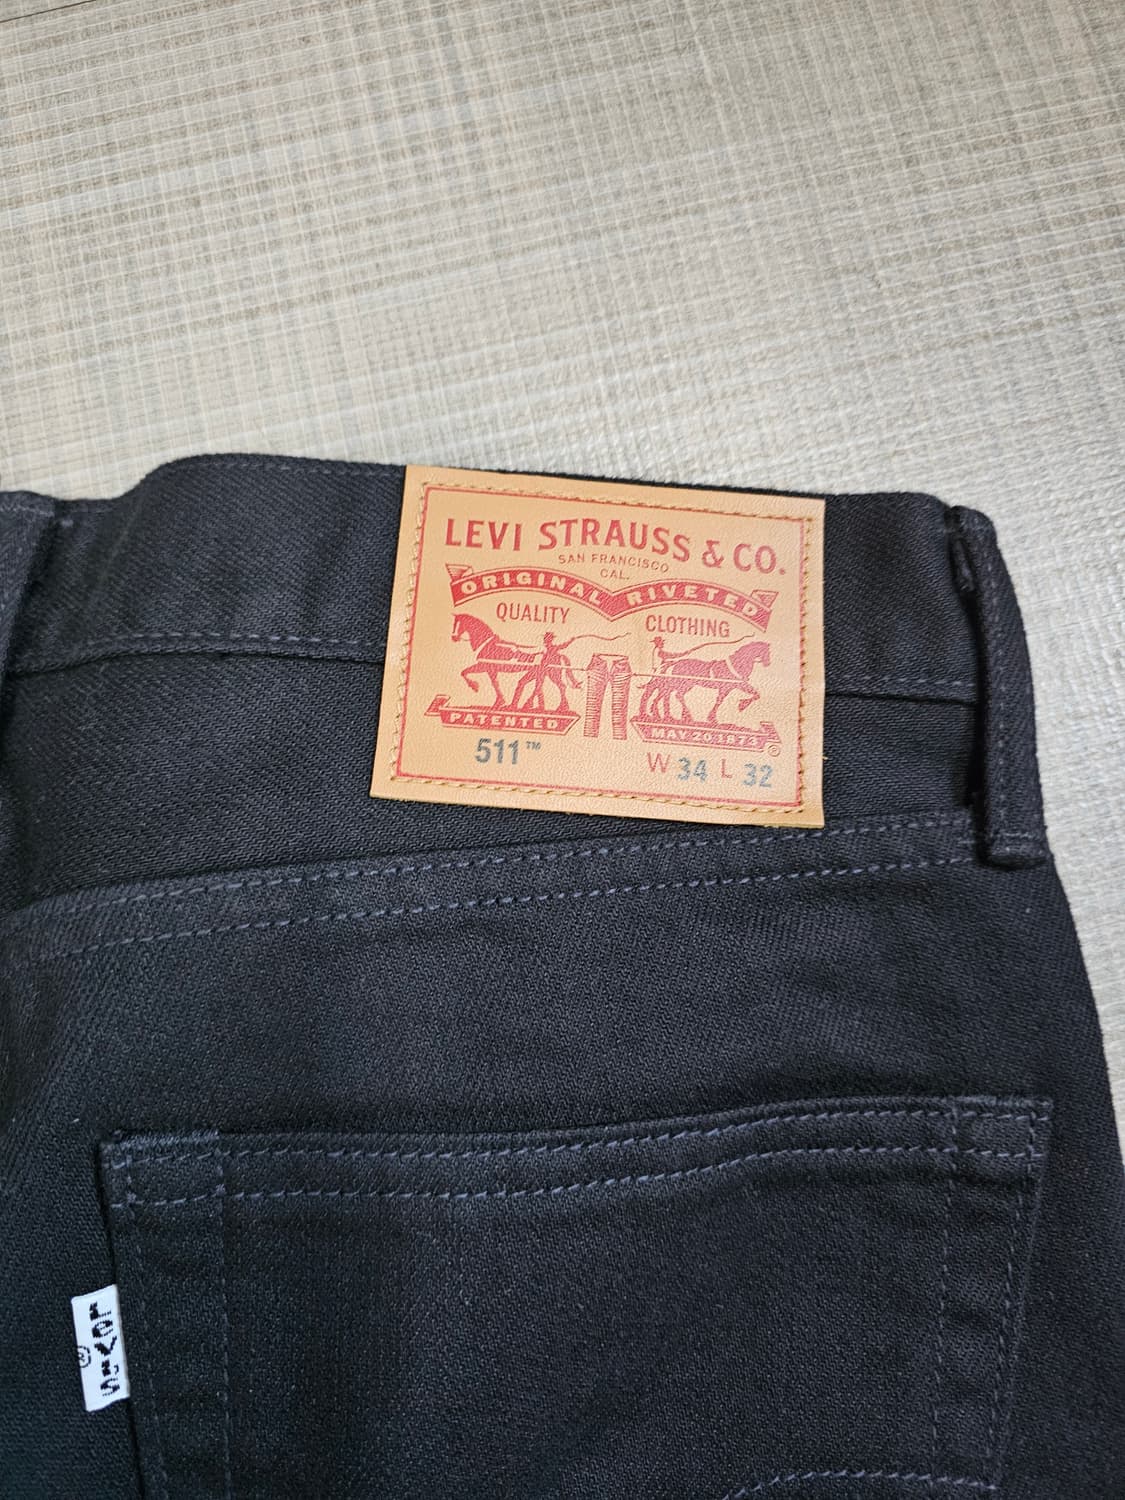 LEVI STRAUSS & CO.
SAN FRANCISCO
CAL.
ORIGINAL RIVETED
QUALITY CLOTHING
PATENTED MAY 20 1873 ®
511™ W 34 L 32
LEVI'S ®